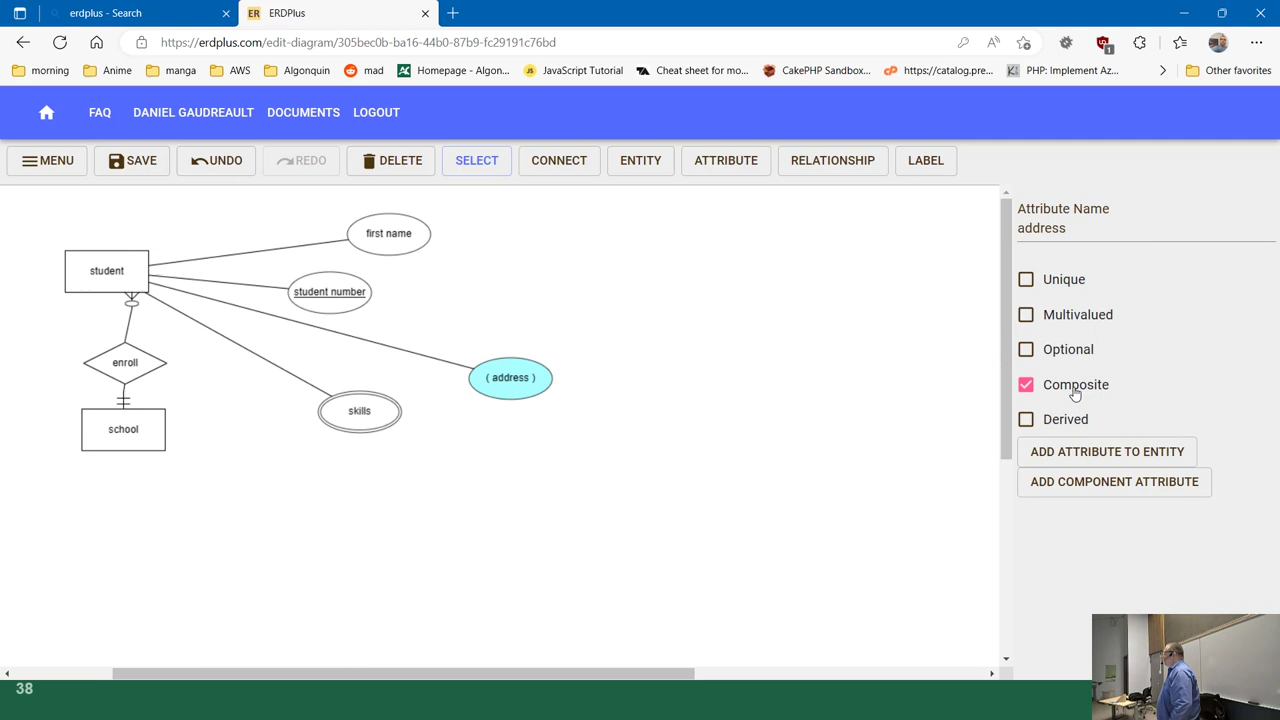 erdplus - Search
ER ERDPlus
https://erdplus.com/edit-diagram/305bec0b-ba16-44b0-87b9-fc29191c76bd
1
morning Anime manga AWS Algonquin mad Homepage - Algon... JavaScript Tutorial Cheat sheet for mo... CakePHP Sandbox... https://catalog.pre... PHP: Implement Az... Other favorites
FAQ DANIEL GAUDREAULT DOCUMENTS LOGOUT
MENU SAVE UNDO REDO DELETE SELECT CONNECT ENTITY ATTRIBUTE RELATIONSHIP LABEL
Attribute Name
address
first name
student
student number
Unique
Multivalued
Optional
enroll
( address )
Composite
skills
Derived
school
ADD ATTRIBUTE TO ENTITY
ADD COMPONENT ATTRIBUTE
38